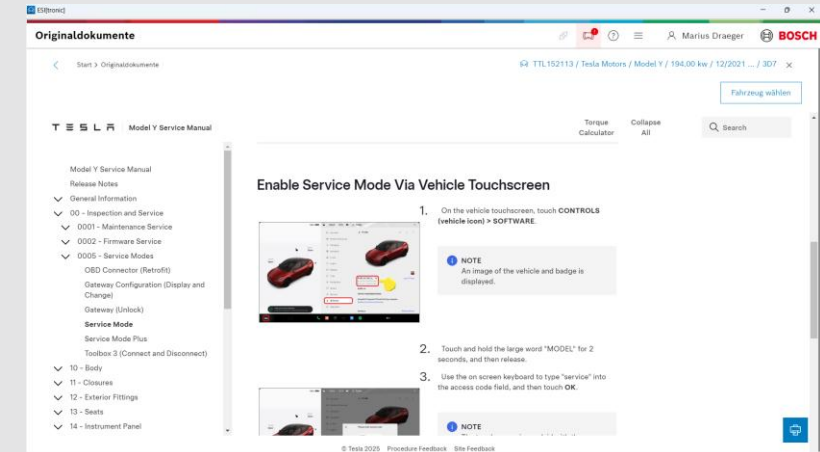 ESI[tronic]
Originaldokumente
Marius Draeger
BOSCH
Start > Originaldokumente
TTL152113 / Tesla Motors / Model Y / 194.00 kw / 12/2021 ... / 3D7
Fahrzeug wählen
TESLA Model Y Service Manual
Torque Calculator
Collapse All
Search
Model Y Service Manual
Release Notes
General Information
00 - Inspection and Service
0001 - Maintenance Service
0002 - Firmware Service
0005 - Service Modes
OBD Connector (Retrofit)
Gateway Configuration (Display and
Change)
Gateway (Unlock)
Service Mode
Service Mode Plus
Toolbox 3 (Connect and Disconnect)
10 - Body
11 - Closures
12 - Exterior Fittings
13 - Seats
14 - Instrument Panel
Enable Service Mode Via Vehicle Touchscreen
1. On the vehicle touchscreen, touch CONTROLS
(vehicle icon) > SOFTWARE.
NOTE
An image of the vehicle and badge is
displayed.
2. Touch and hold the large word "MODEL" for 2
seconds, and then release.
3. Use the on screen keyboard to type "service" into
the access code field, and then touch OK.
NOTE
© Tesla 2025 Procedure Feedback Site Feedback